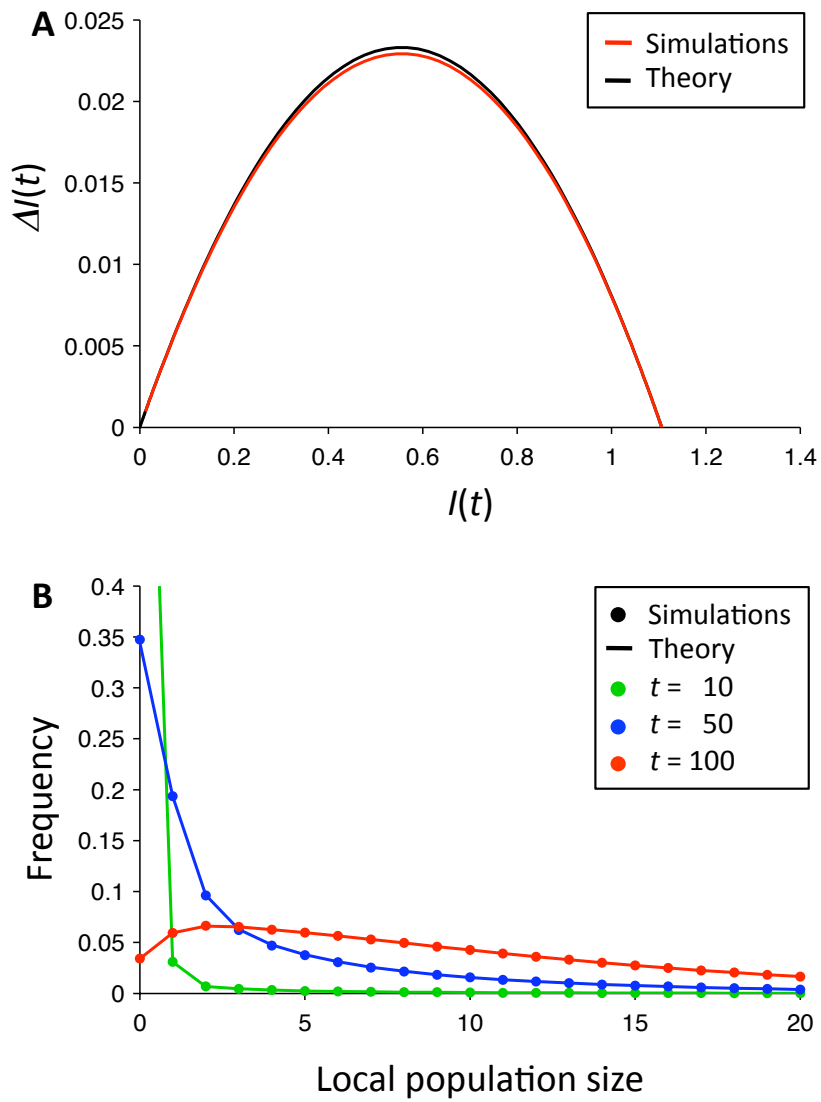 A
0.025
0.02
0.015
0.01
0.005
0
ΔI(t)
Simulations
Theory
0 0.2 0.4 0.6 0.8 1 1.2 1.4
I(t)
B
0.4
0.35
0.3
0.25
0.2
0.15
0.1
0.05
0
Frequency
Simulations
Theory
t = 10
t = 50
t = 100
0 5 10 15 20
Local population size